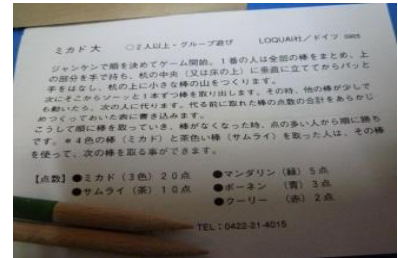 ミカド 大 ○2人以上・グループ遊び LOQUAI社/ドイツ
ジャンケンで順を決めてゲーム開始。1番の人は全部の棒をまとめ、上
の部分を手で持ち、机の中央(又は床の上)に垂直に立ててからパッと
手をはなし、机の上に小さな棒の山をつくります。
次にそこからソーッと1本ずつ棒を取り出します。その時、他の棒が少しで
も動いたら、次の人に代ります。代る前に取れた棒の点数の合計をあらかじ
めつくっておいた表に書き込みます。
こうして順に棒を取っていき、棒がなくなった時、点の多い人から順に勝ち
です。*4色の棒(ミカド)と茶色い棒(サムライ)を取った人は、その棒
を使って、次の棒を取る事ができます。
【点数】●ミカド(3色)20点 ●マンダリン(緑)5点
●サムライ(茶)10点 ●ボーネン(青)3点
●クーリー(赤)2点
TEL:0422-21-4015